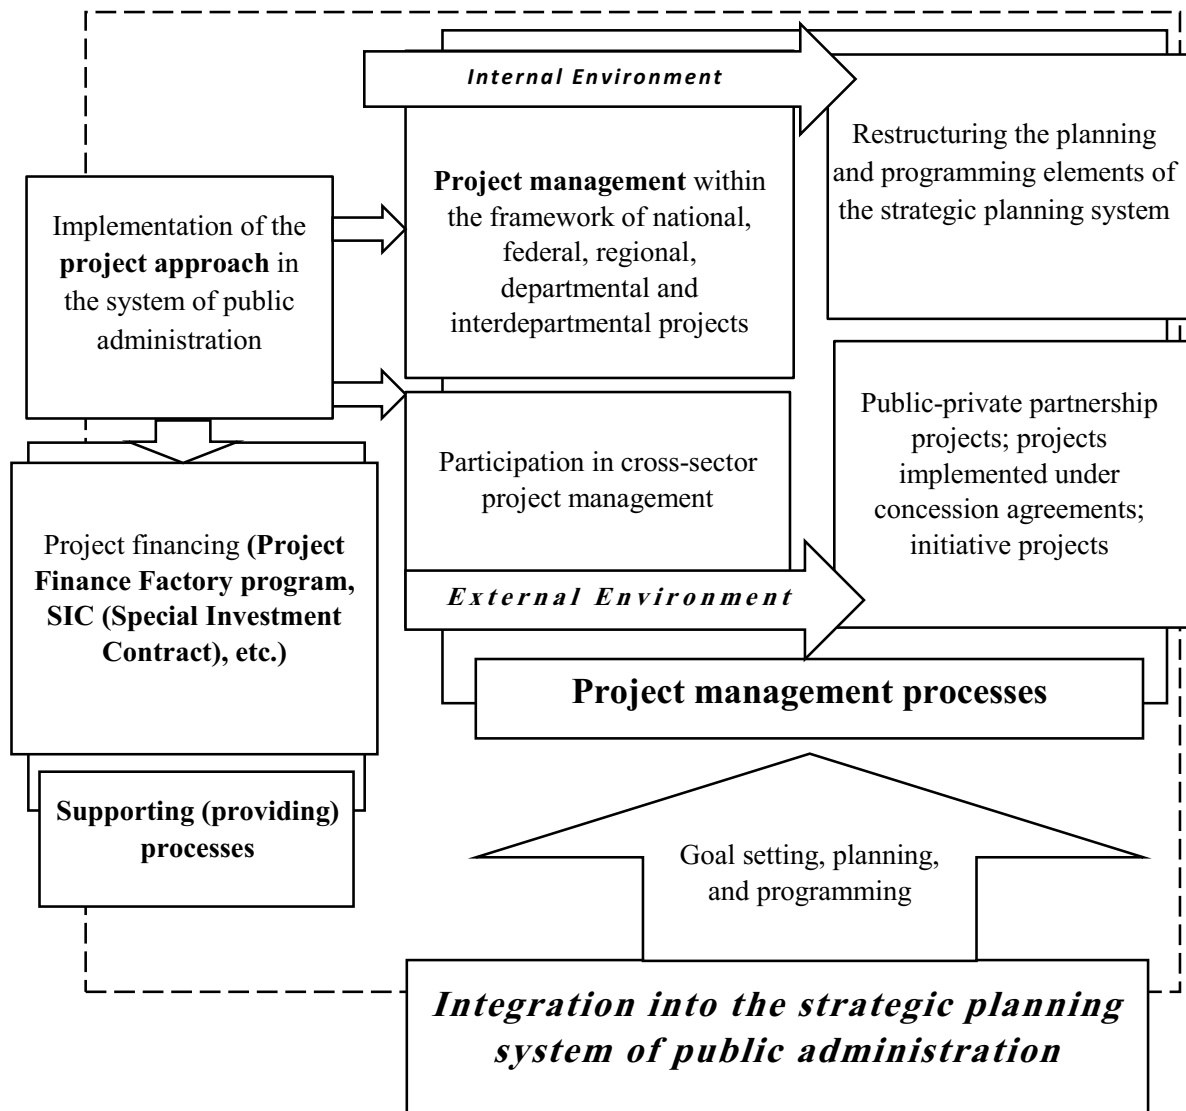 Internal Environment
Restructuring the planning
and programming elements of
the strategic planning system
Project management within
the framework of national,
federal, regional,
departmental and
interdepartmental projects
Implementation of the
project approach in
the system of public
administration
Public-private partnership
projects; projects
implemented under
concession agreements;
initiative projects
Participation in cross-sector
project management
Project financing (Project
Finance Factory program,
SIC (Special Investment
Contract), etc.)
External Environment
Project management processes
Supporting (providing)
processes
Goal setting, planning,
and programming
Integration into the strategic planning
system of public administration